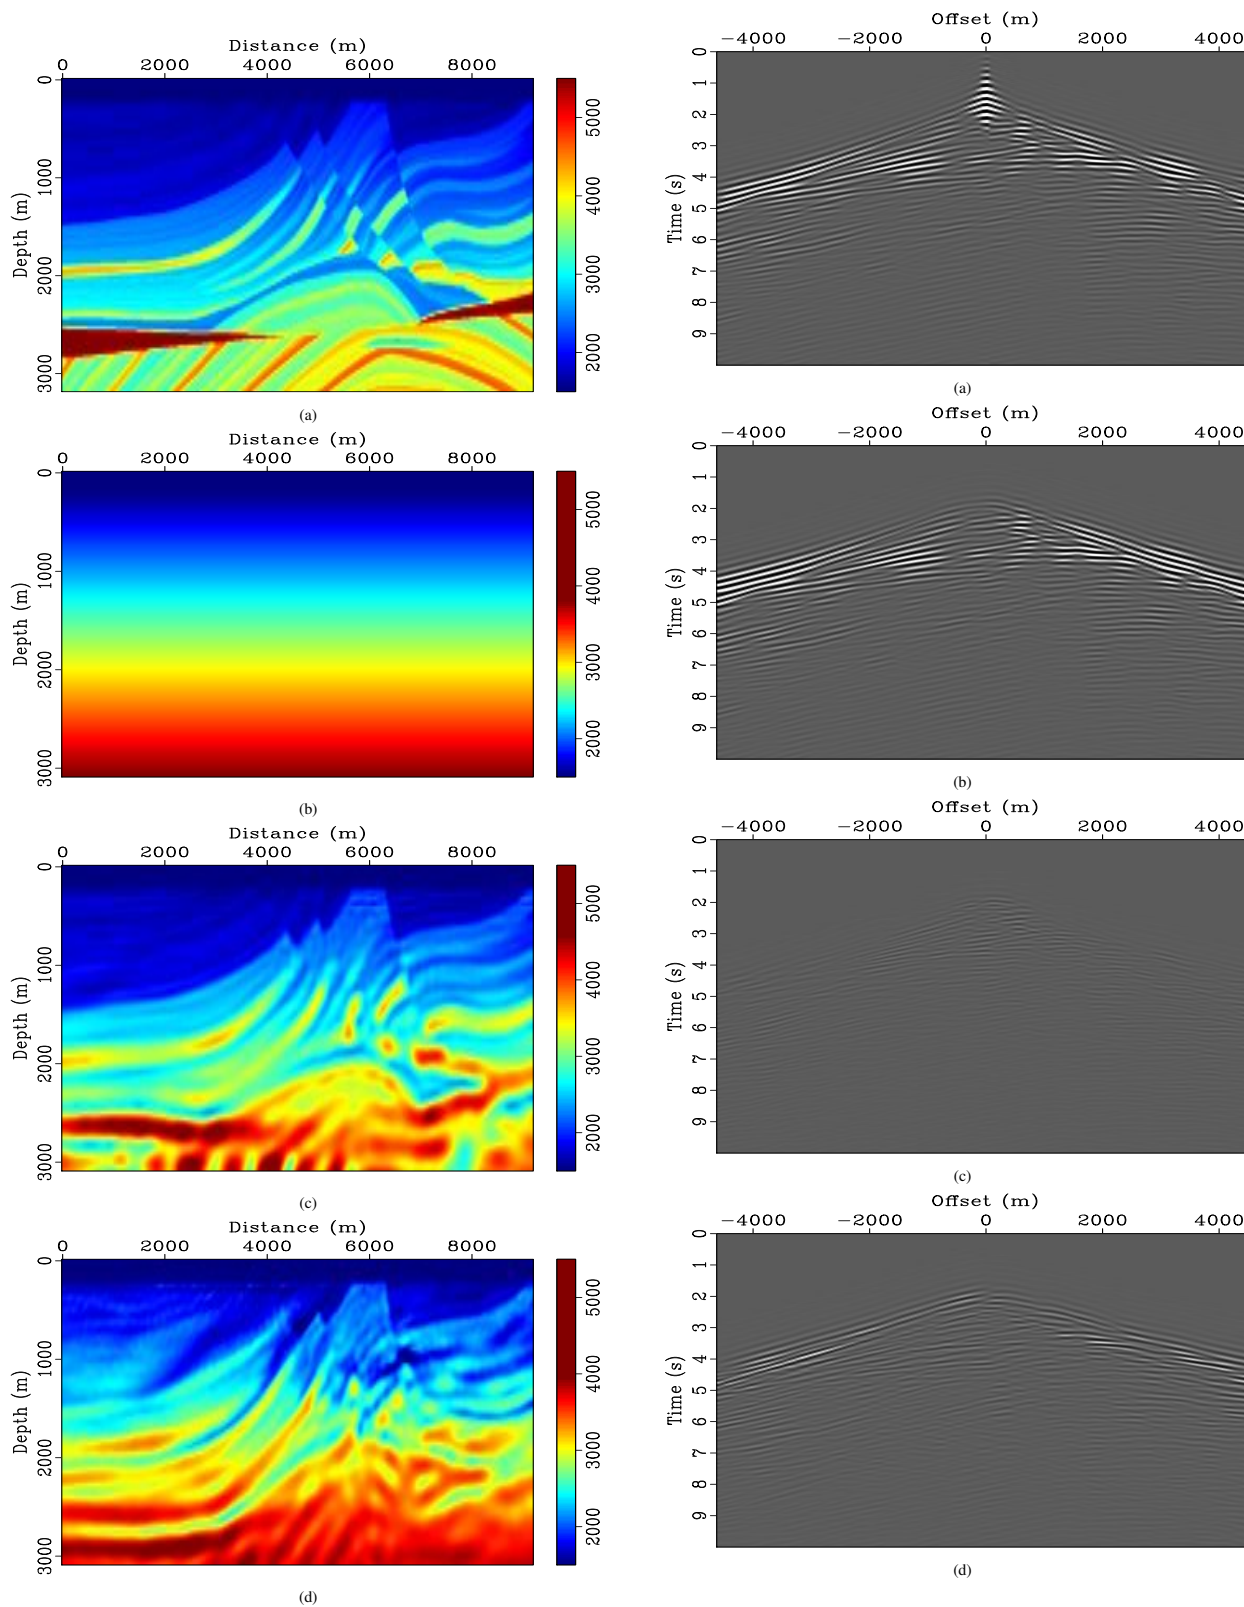 Distance (m)
0 2000 4000 6000 8000
Depth (m)
0 1000 2000 3000
2000 3000 4000 5000
(a)
Distance (m)
0 2000 4000 6000 8000
Depth (m)
0 1000 2000 3000
2000 3000 4000 5000
(b)
Distance (m)
0 2000 4000 6000 8000
Depth (m)
0 1000 2000 3000
2000 3000 4000 5000
(c)
Distance (m)
0 2000 4000 6000 8000
Depth (m)
0 1000 2000 3000
2000 3000 4000 5000
(d)
Offset (m)
−4000 −2000 0 2000 4000
Time (s)
0 1 2 3 4 5 6 7 8 9
(a)
Offset (m)
−4000 −2000 0 2000 4000
Time (s)
0 1 2 3 4 5 6 7 8 9
(b)
Offset (m)
−4000 −2000 0 2000 4000
Time (s)
0 1 2 3 4 5 6 7 8 9
(c)
Offset (m)
−4000 −2000 0 2000 4000
Time (s)
0 1 2 3 4 5 6 7 8 9
(d)